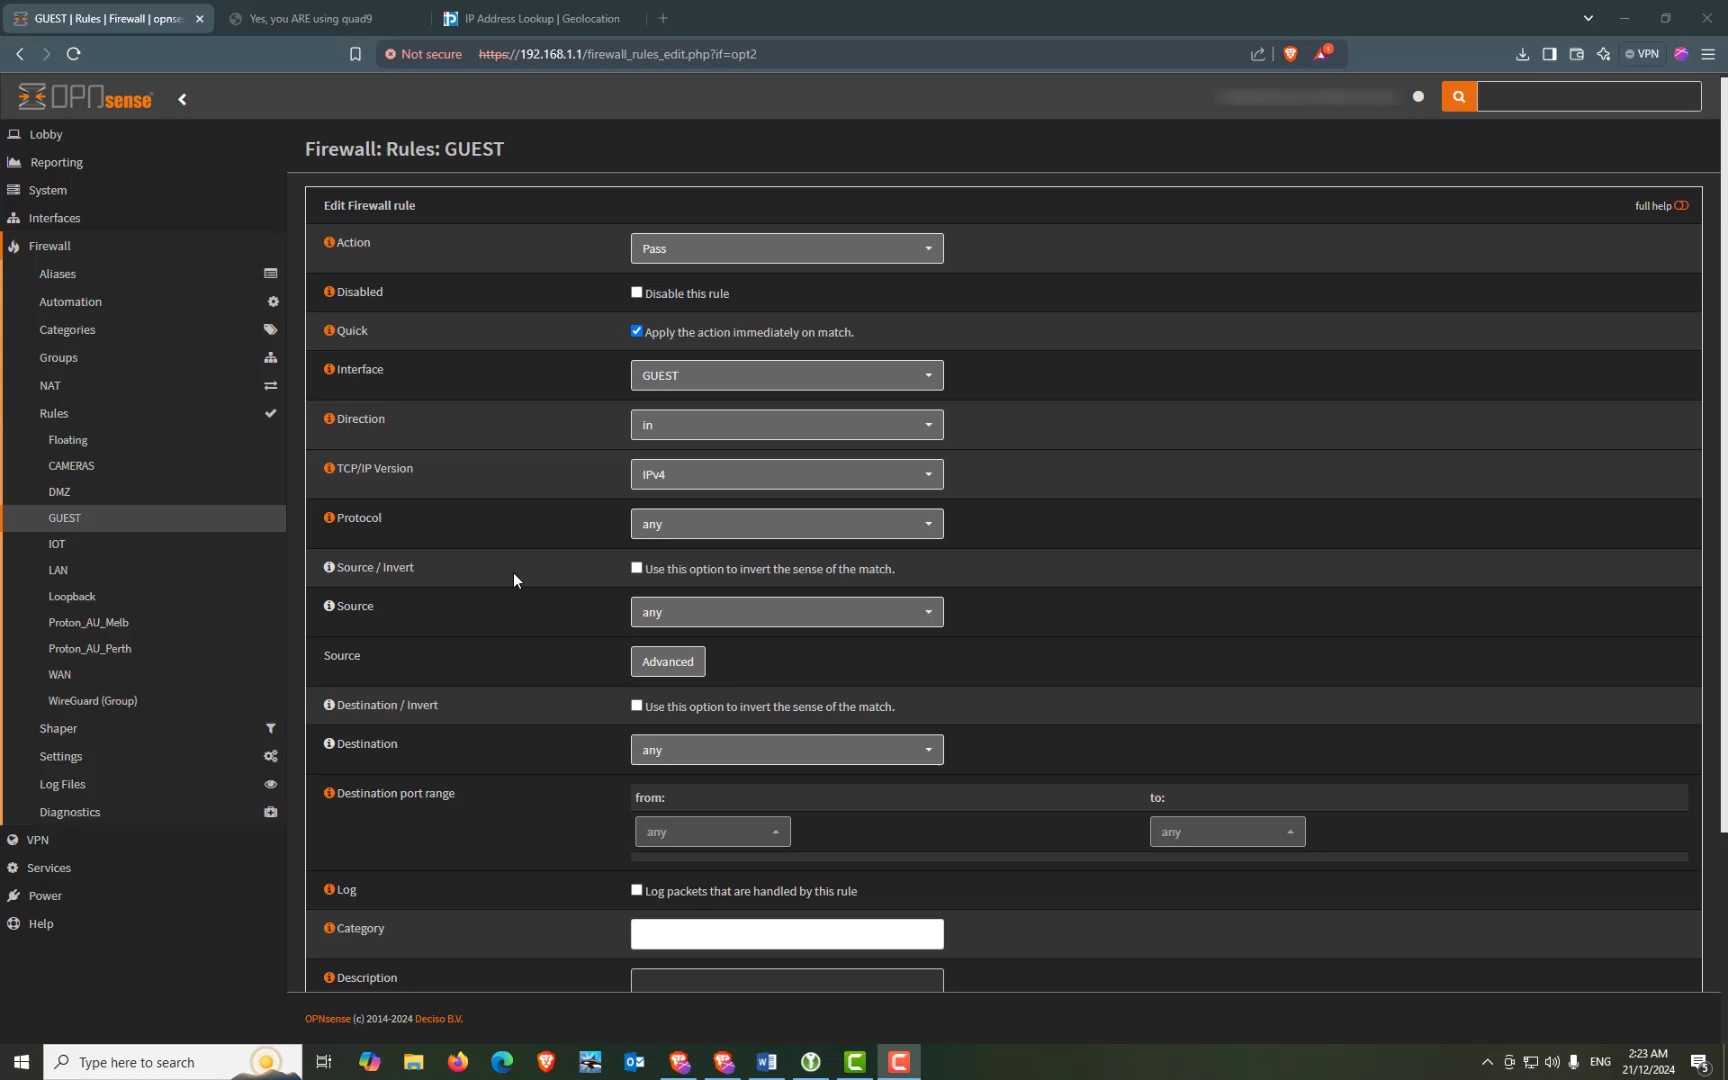 GUEST | Rules | Firewall | opnse
Yes, you ARE using quad9
IP Address Lookup | Geolocation
Not secure
https://192.168.1.1/firewall_rules_edit.php?if=opt2
1
VPN
OPNsense
Lobby
Reporting
System
Interfaces
Firewall
Aliases
Automation
Categories
Groups
NAT
Rules
Floating
CAMERAS
DMZ
GUEST
IOT
LAN
Loopback
Proton_AU_Melb
Proton_AU_Perth
WAN
WireGuard (Group)
Shaper
Settings
Log Files
Diagnostics
VPN
Services
Power
Help
Firewall: Rules: GUEST
Edit Firewall rule
full help
Action
Pass
Disabled
Disable this rule
Quick
Apply the action immediately on match.
Interface
GUEST
Direction
in
TCP/IP Version
IPv4
Protocol
any
Source / Invert
Use this option to invert the sense of the match.
Source
any
Source
Advanced
Destination / Invert
Use this option to invert the sense of the match.
Destination
any
Destination port range
from:
to:
any
any
Log
Log packets that are handled by this rule
Category
Description
OPNsense (c) 2014-2024 Deciso B.V.
Type here to search
ENG
2:23 AM
21/12/2024
5